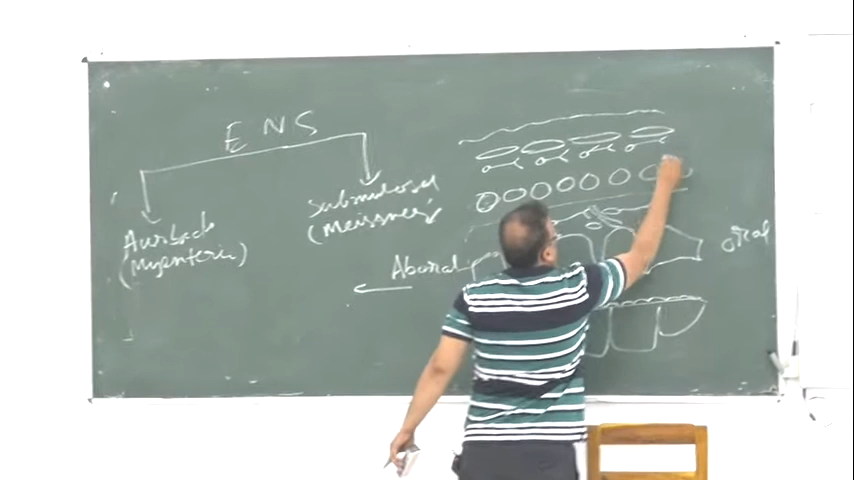 ENS
Auerbach
(Myenteric)
Submucosal
(Meissner's)
Aboral
oral